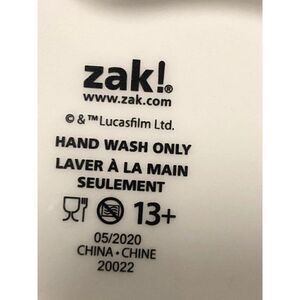 zak!®
www.zak.com
© & ™ Lucasfilm Ltd.
HAND WASH ONLY
LAVER À LA MAIN
SEULEMENT
13+
05/2020
CHINA • CHINE
20022